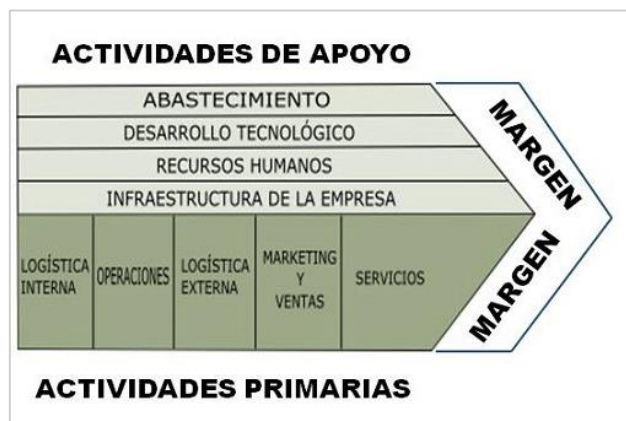 ACTIVIDADES DE APOYO
ABASTECIMIENTO
DESARROLLO TECNOLÓGICO
RECURSOS HUMANOS
INFRAESTRUCTURA DE LA EMPRESA
MARGEN
LOGÍSTICA
INTERNA
OPERACIONES
LOGÍSTICA
EXTERNA
MARKETING
Y
VENTAS
SERVICIOS
MARGEN
ACTIVIDADES PRIMARIAS